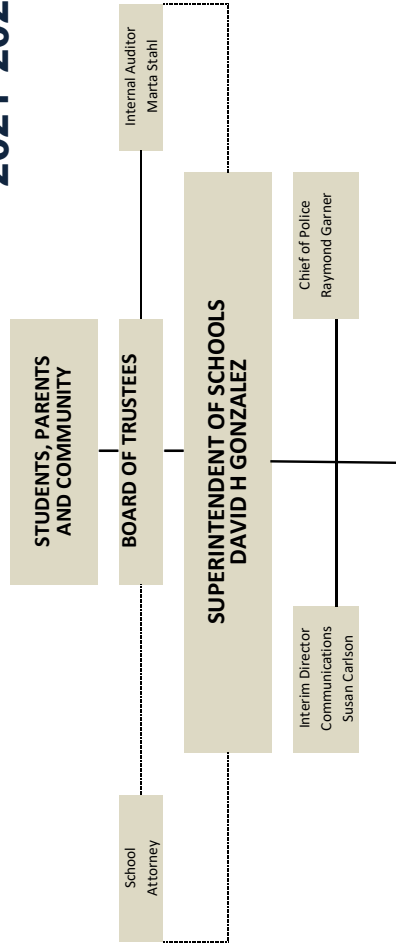 STUDENTS, PARENTS
AND COMMUNITY
School
Attorney
BOARD OF TRUSTEES
Internal Auditor
Marta Stahl
SUPERINTENDENT OF SCHOOLS
DAVID H GONZALEZ
Interim Director
Communications
Susan Carlson
Chief of Police
Raymond Garner